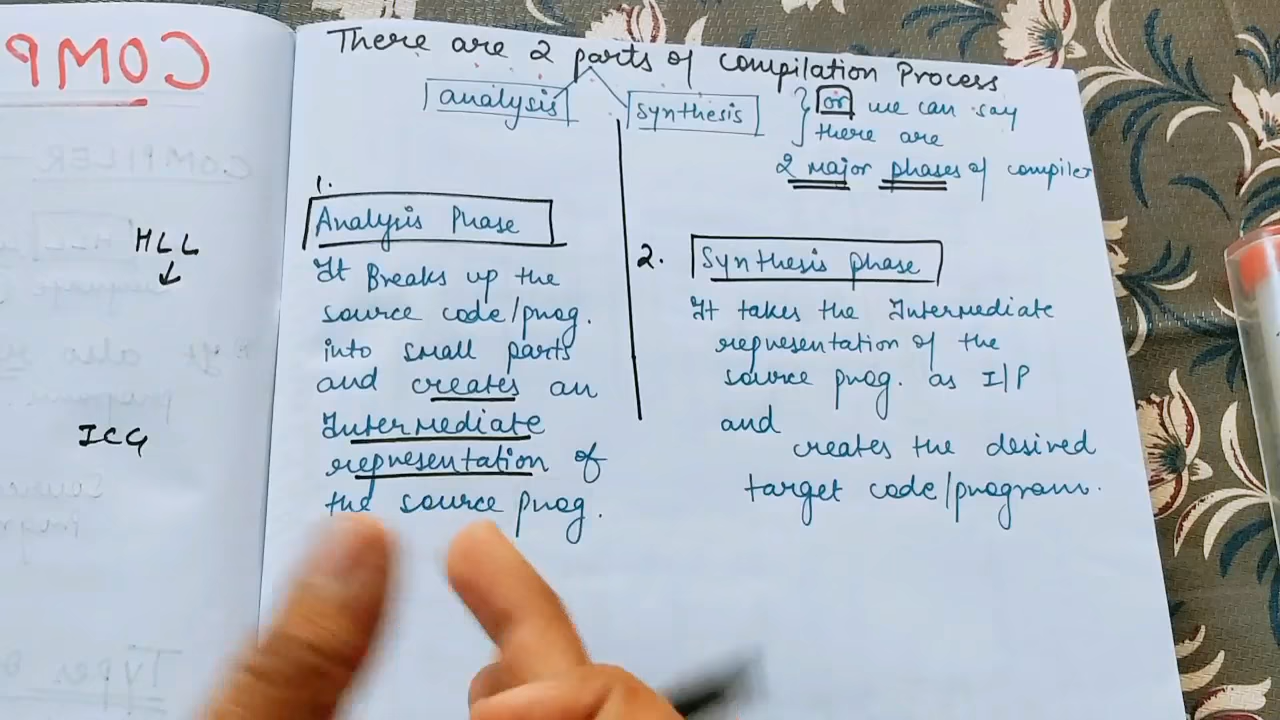 There are 2 parts of compilation Process
analysis
synthesis
or we can say
there are
2 major phases of compiler
1.
Analysis Phase
It Breaks up the
source code/prog.
into small parts
and creates an
Intermediate
representation of
the source prog.
2.
Synthesis phase
It takes the Intermediate
representation of the
source prog. as I/P
and
creates the desired
target code/program.
HLL
ICG
COMP
COMPILER